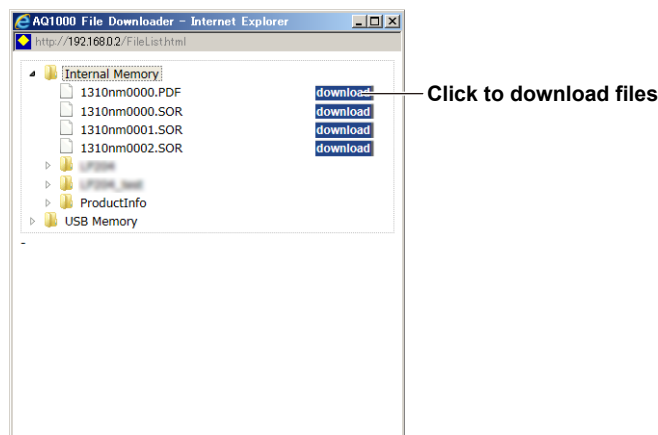 AQ1000 File Downloader - Internet Explorer
http://192.168.0.2/FileList.html
Internal Memory
1310nm0000.PDF download
Click to download files
1310nm0000.SOR download
1310nm0001.SOR download
1310nm0002.SOR download
ProductInfo
USB Memory
-